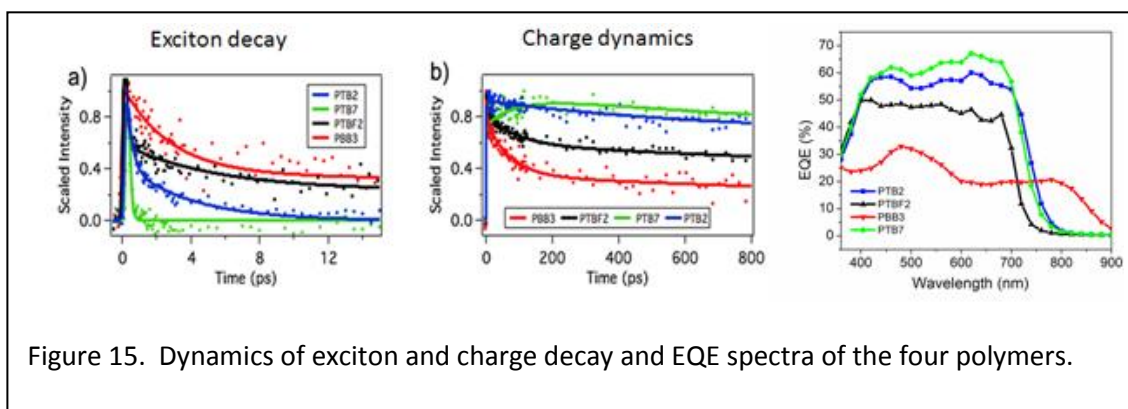 Exciton decay
a)
Scaled Intensity
0.8
0.4
0.0
PTB2
PTB7
PTBF2
PBB3
0
4
8
12
Time (ps)
Charge dynamics
b)
Scaled Intensity
0.8
0.4
0.0
PBB3
PTBF2
PTB7
PTB2
0
200
400
600
800
Time (ps)
EQE (%)
70
60
50
40
30
20
10
0
PTB2
PTBF2
PBB3
PTB7
400
500
600
700
800
900
Wavelength (nm)
Figure 15. Dynamics of exciton and charge decay and EQE spectra of the four polymers.